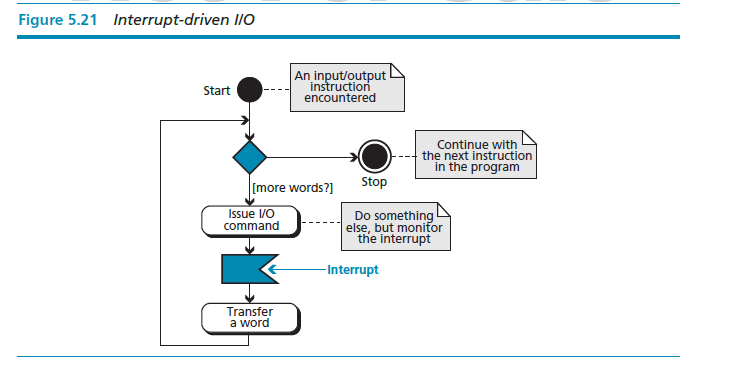 Figure 5.21 Interrupt-driven I/O
Start
An input/output
instruction
encountered
Continue with
the next instruction
in the program
Stop
[more words?]
Issue I/O
command
Do something
else, but monitor
the interrupt
Interrupt
Transfer
a word